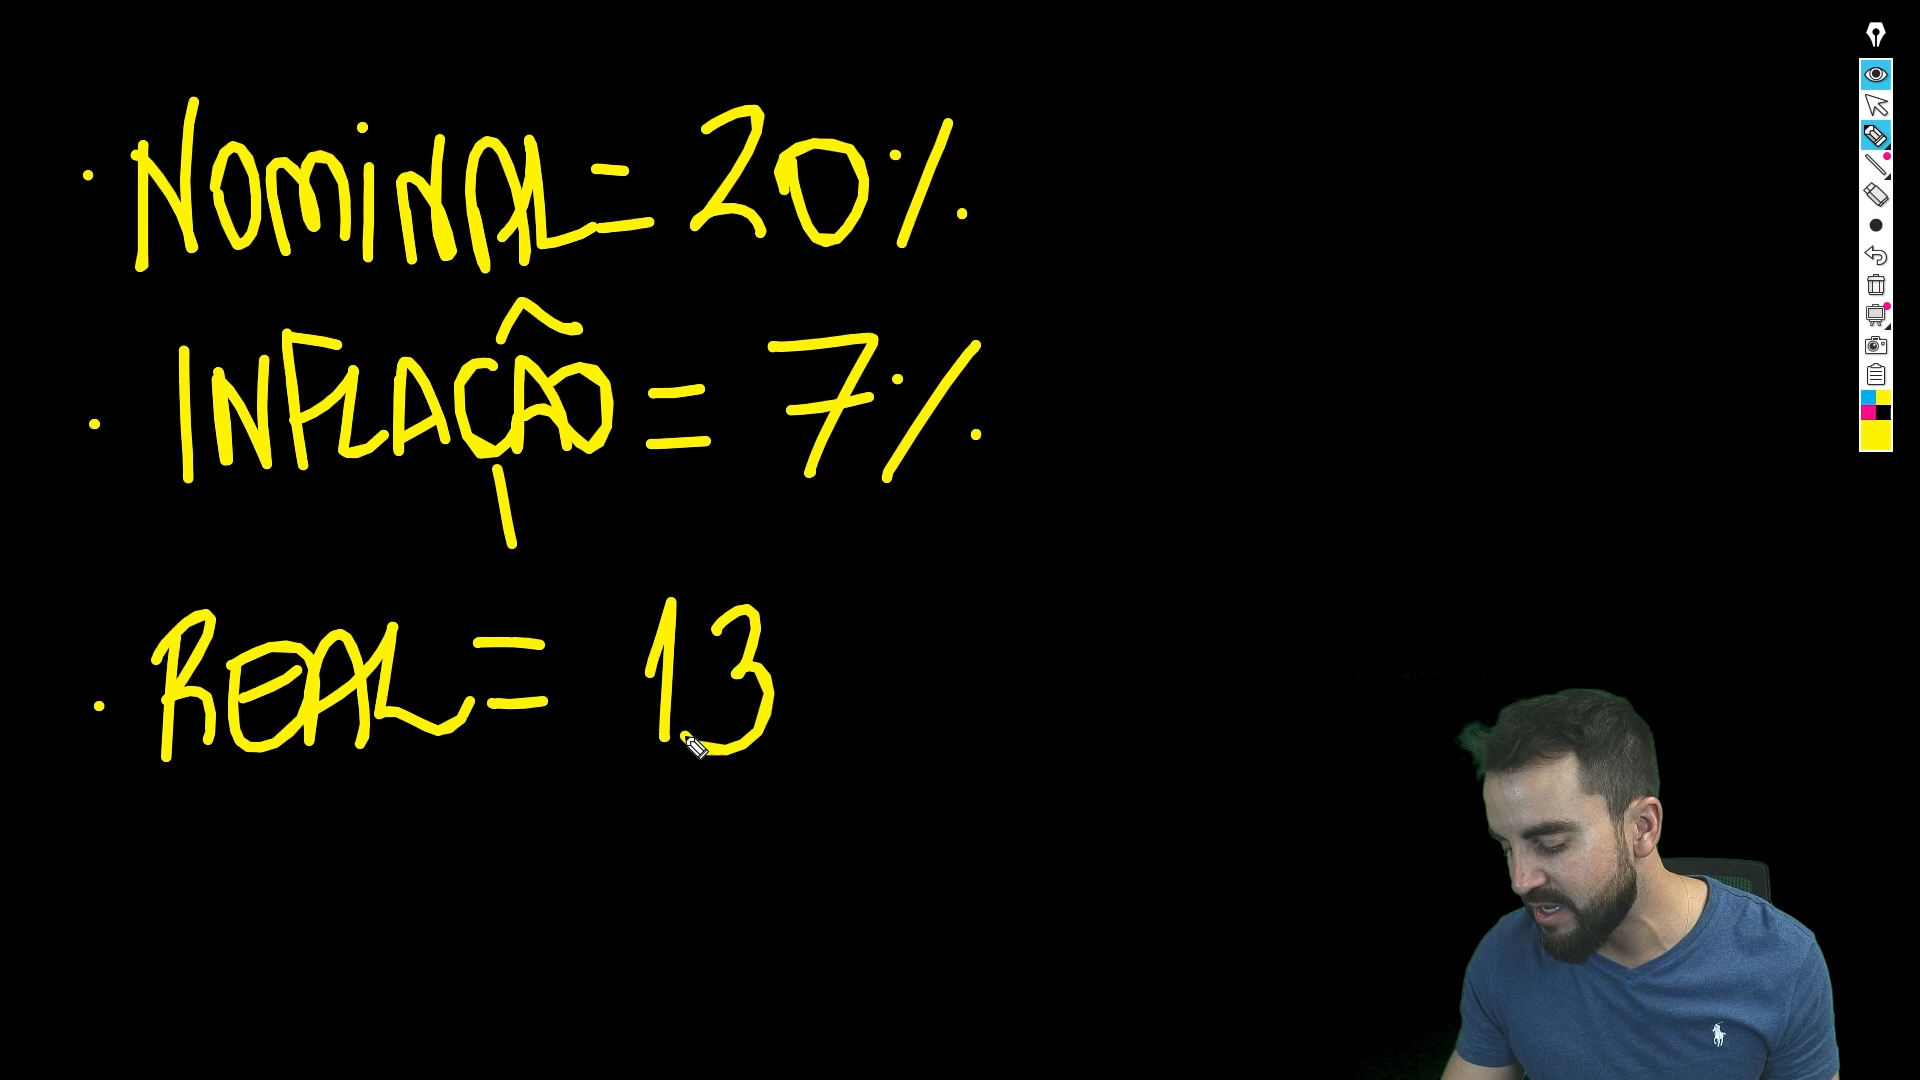 · NOMINAL = 20%
· INFLAÇÃO = 7%
· REAL = 13